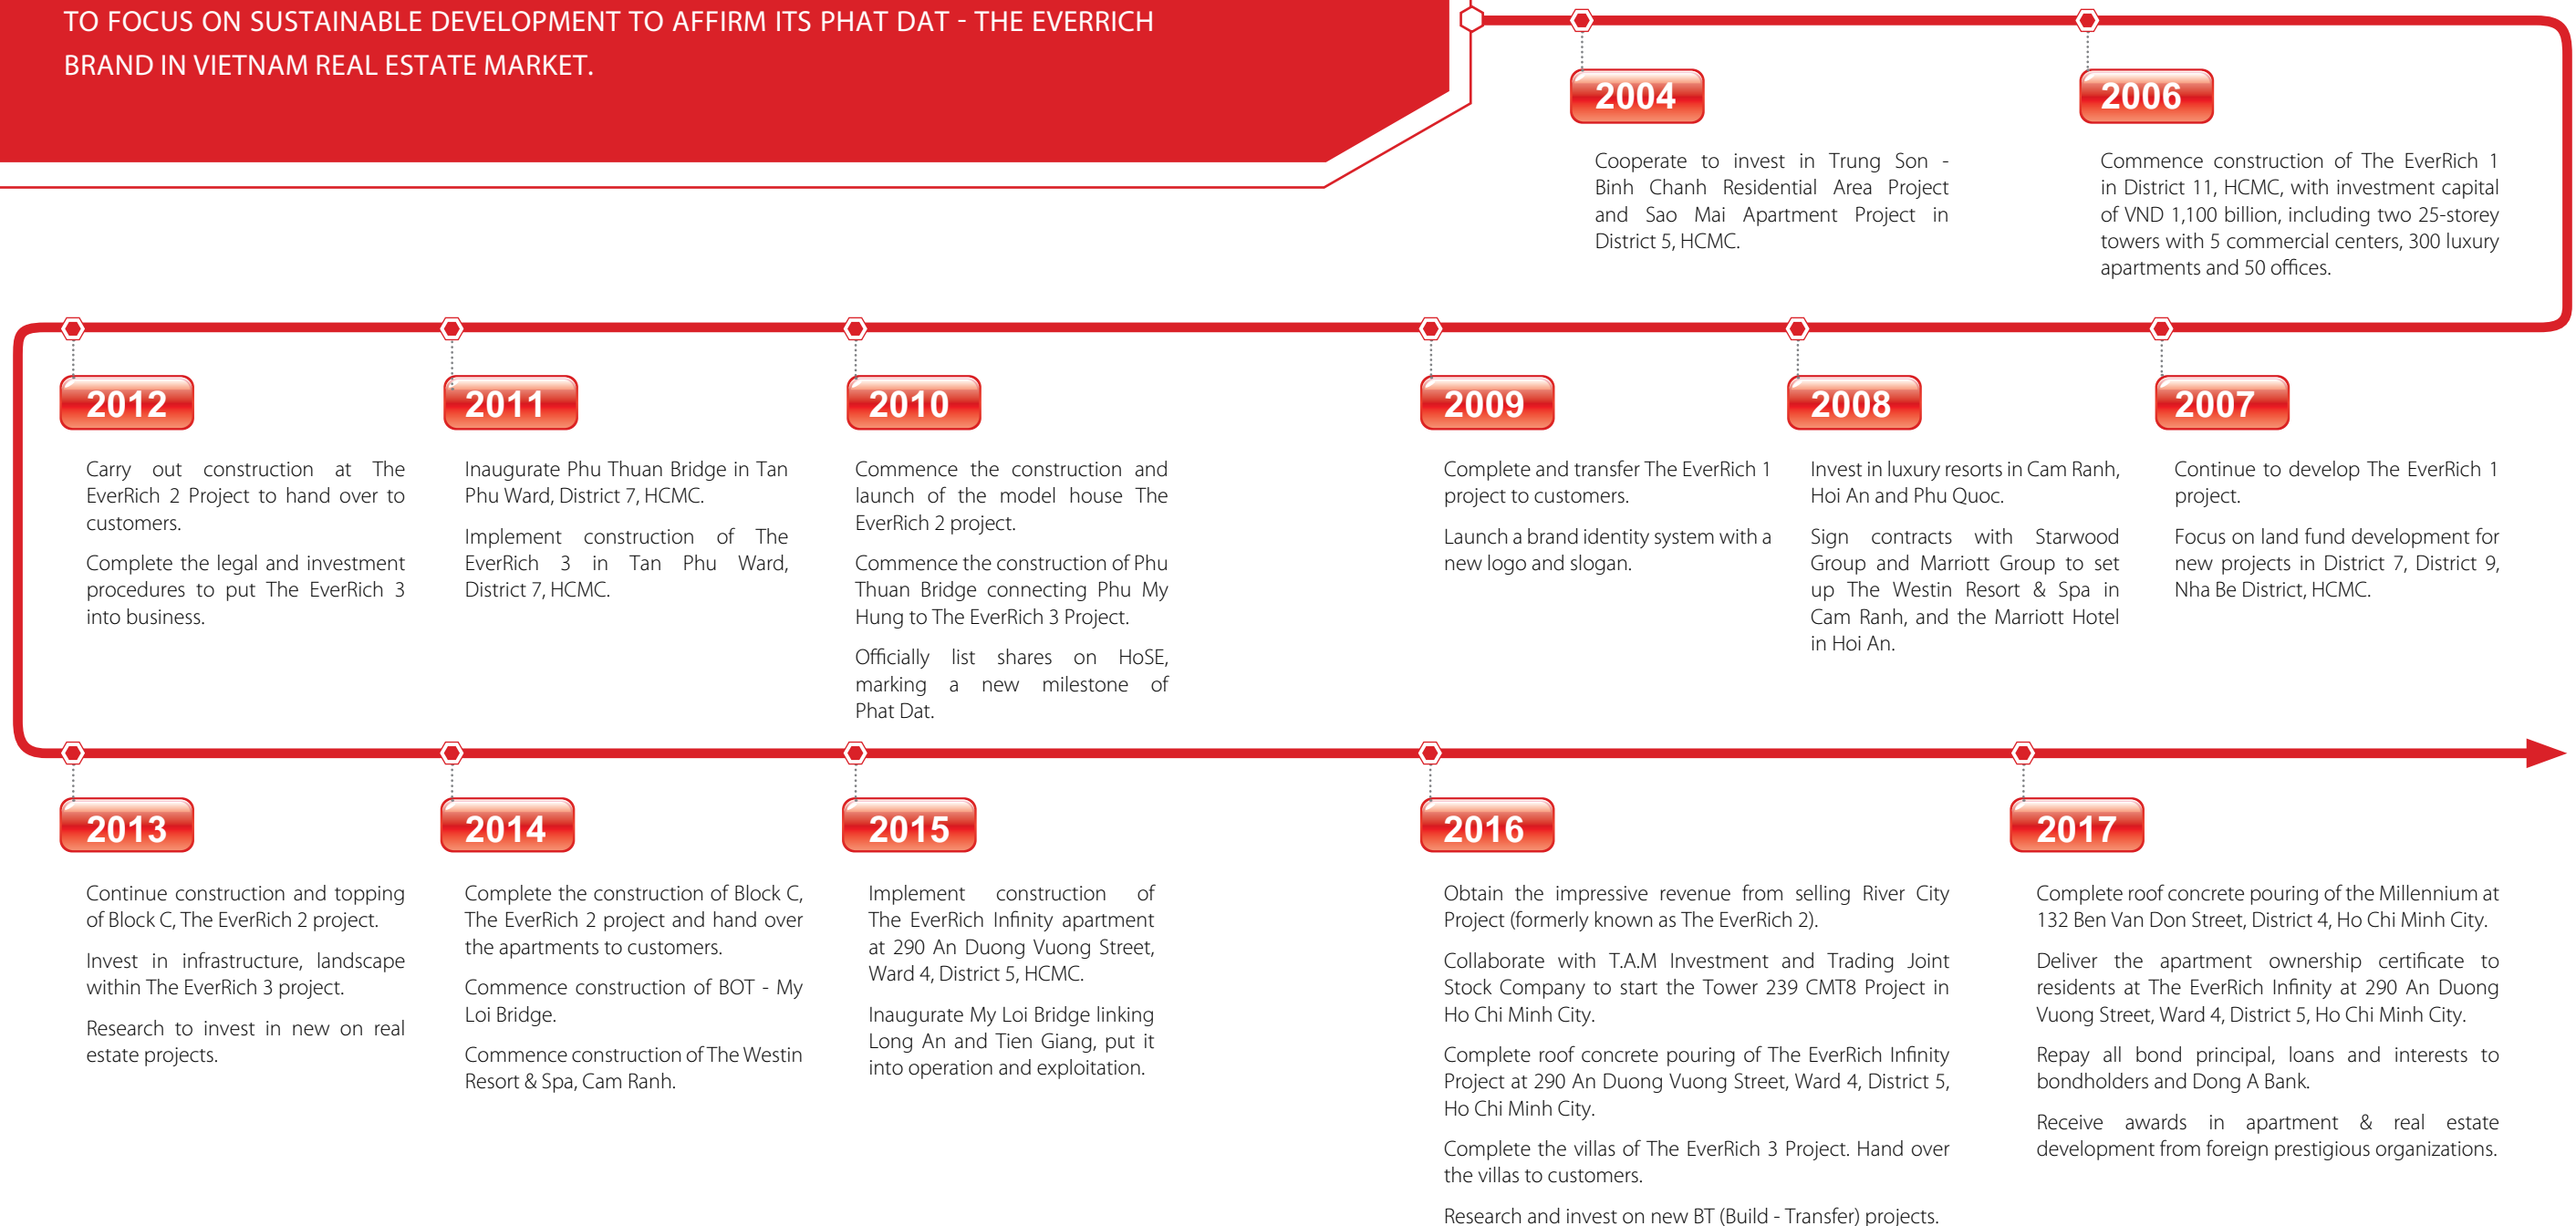 TO FOCUS ON SUSTAINABLE DEVELOPMENT TO AFFIRM ITS PHAT DAT - THE EVERRICH
BRAND IN VIETNAM REAL ESTATE MARKET.
2004
Cooperate to invest in Trung Son -
Binh Chanh Residential Area Project
and Sao Mai Apartment Project in
District 5, HCMC.
2006
Commence construction of The EverRich 1
in District 11, HCMC, with investment capital
of VND 1,100 billion, including two 25-storey
towers with 5 commercial centers, 300 luxury
apartments and 50 offices.
2012
Carry out construction at The
EverRich 2 Project to hand over to
customers.
Complete the legal and investment
procedures to put The EverRich 3
into business.
2011
Inaugurate Phu Thuan Bridge in Tan
Phu Ward, District 7, HCMC.
Implement construction of The
EverRich 3 in Tan Phu Ward,
District 7, HCMC.
2010
Commence the construction and
launch of the model house The
EverRich 2 project.
Commence the construction of Phu
Thuan Bridge connecting Phu My
Hung to The EverRich 3 Project.
Officially list shares on HoSE,
marking a new milestone of
Phat Dat.
2009
Complete and transfer The EverRich 1
project to customers.
Launch a brand identity system with a
new logo and slogan.
2008
Invest in luxury resorts in Cam Ranh,
Hoi An and Phu Quoc.
Sign contracts with Starwood
Group and Marriott Group to set
up The Westin Resort & Spa in
Cam Ranh, and the Marriott Hotel
in Hoi An.
2007
Continue to develop The EverRich 1
project.
Focus on land fund development for
new projects in District 7, District 9,
Nha Be District, HCMC.
2013
Continue construction and topping
of Block C, The EverRich 2 project.
Invest in infrastructure, landscape
within The EverRich 3 project.
Research to invest in new on real
estate projects.
2014
Complete the construction of Block C,
The EverRich 2 project and hand over
the apartments to customers.
Commence construction of BOT - My
Loi Bridge.
Commence construction of The Westin
Resort & Spa, Cam Ranh.
2015
Implement construction of
The EverRich Infinity apartment
at 290 An Duong Vuong Street,
Ward 4, District 5, HCMC.
Inaugurate My Loi Bridge linking
Long An and Tien Giang, put it
into operation and exploitation.
2016
Obtain the impressive revenue from selling River City
Project (formerly known as The EverRich 2).
Collaborate with T.A.M Investment and Trading Joint
Stock Company to start the Tower 239 CMT8 Project in
Ho Chi Minh City.
Complete roof concrete pouring of The EverRich Infinity
Project at 290 An Duong Vuong Street, Ward 4, District 5,
Ho Chi Minh City.
Complete the villas of The EverRich 3 Project. Hand over
the villas to customers.
Research and invest on new BT (Build - Transfer) projects.
2017
Complete roof concrete pouring of the Millennium at
132 Ben Van Don Street, District 4, Ho Chi Minh City.
Deliver the apartment ownership certificate to
residents at The EverRich Infinity at 290 An Duong
Vuong Street, Ward 4, District 5, Ho Chi Minh City.
Repay all bond principal, loans and interests to
bondholders and Dong A Bank.
Receive awards in apartment & real estate
development from foreign prestigious organizations.